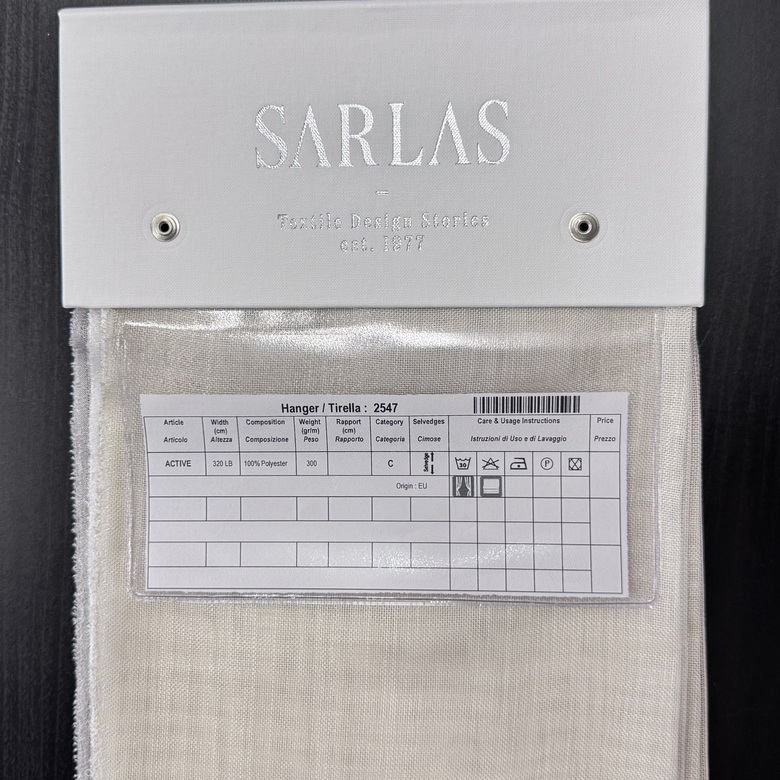 SARLAS
Textile Design Stories
est. 1877
Hanger / Tirella : 2547
Article Width (cm) Composition Weight (gr/m) Rapport (cm) Category Selvedges Care & Usage Instructions Price
Articolo Altezza Composizione Peso Rapporto Categoria Cimose Istruzioni di Uso e di Lavaggio Prezzo
ACTIVE 320 LB 100% Polyester 300 C Selvedge 30 P
Origin : EU